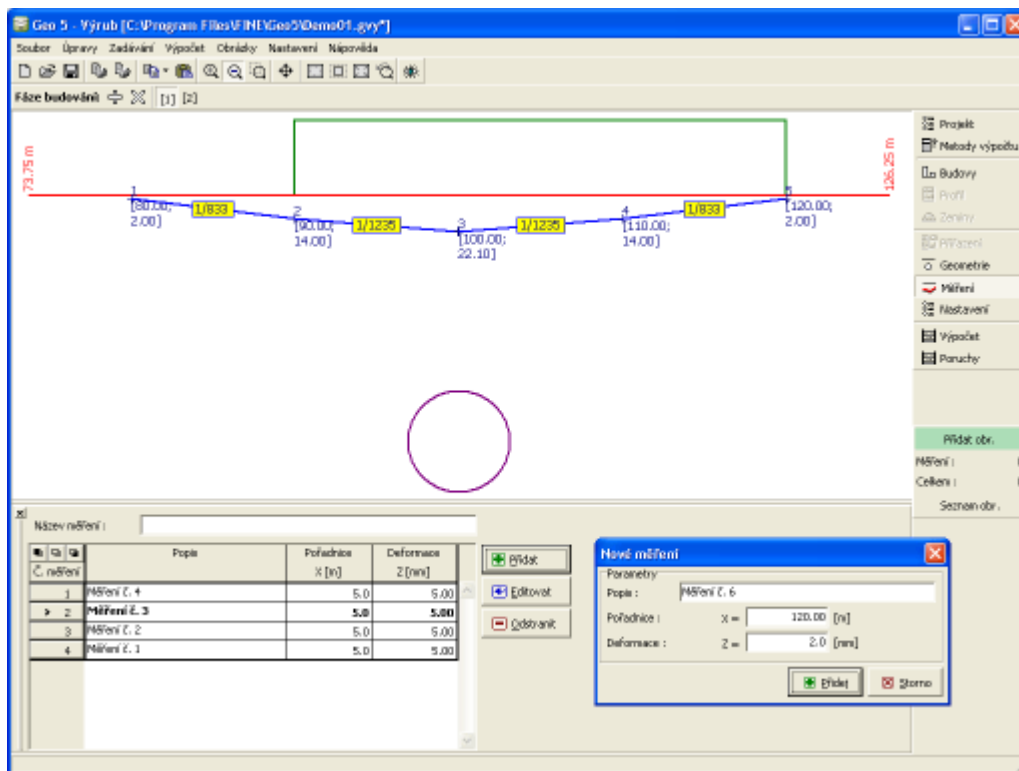 Geo 5 - Výrub [C:\Program Files\FINE\Geo5\Demo01.gvy*]
Soubor Úpravy Zadávání Výpočet Obrázky Nastavení Nápověda
Fáze budování: [1] [2]
73.75 m
126.25 m
1
[80.00;
2.00]
1/833
2
[90.00;
14.00]
1/1235
3
[100.00;
22.10]
1/1235
4
[110.00;
14.00]
1/833
5
[120.00;
2.00]
Projekt
Metody výpočtu
Budovy
Profil
Zeminy
Přiřazení
Geometrie
Měření
Nastavení
Výpočet
Poruchy
Přidat obr.
Měření :
Celkem :
Seznam obr.
Název měření :
Č. měření Popis Pořadnice X [m] Deformace Z [mm]
1 Měření č. 4 5.0 5.00
2 Měření č. 3 5.0 5.00
3 Měření č. 2 5.0 5.00
4 Měření č. 1 5.0 5.00
Přidat
Editovat
Odstranit
Nové měření
Parametry
Popis : Měření č. 6
Pořadnice : X = 120.00 [m]
Deformace : Z = 2.0 [mm]
Přidat Storno